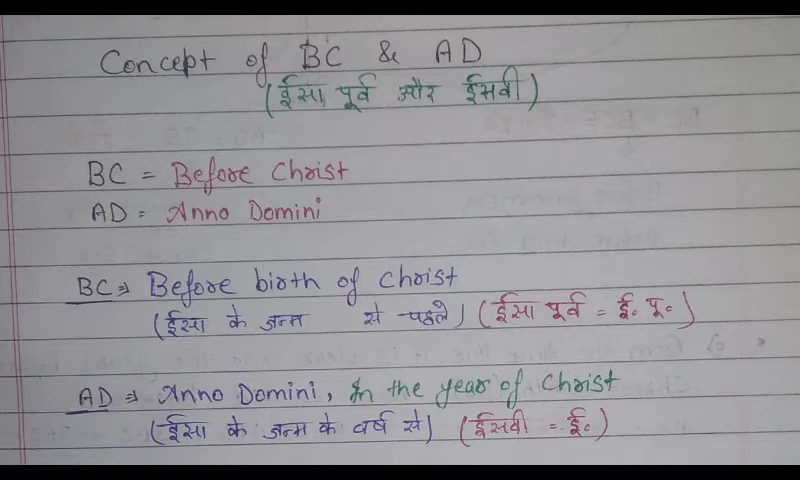 Concept of BC & AD
(ईसा पूर्व और ईसवी)
BC = Before Christ
AD = Anno Domini
BC ⇒ Before birth of Christ
(ईसा के जन्म से पहले) (ईसा पूर्व = ई. पू.)
AD ⇒ Anno Domini, In the year of Christ
(ईसा के जन्म के वर्ष से) (ईसवी = ई.)